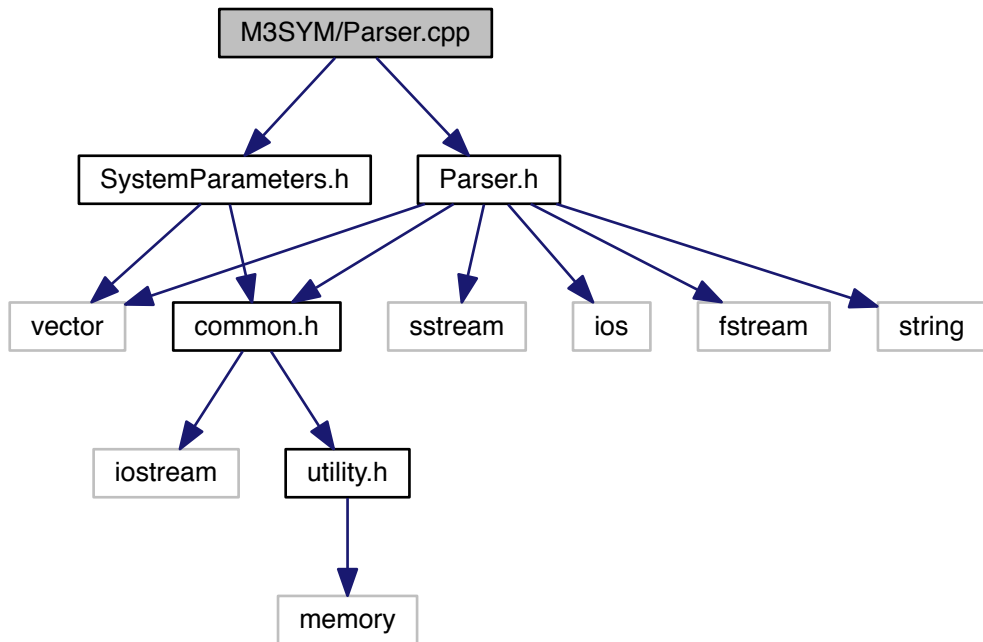 M3SYM/Parser.cpp
SystemParameters.h
Parser.h
vector
common.h
sstream
ios
fstream
string
iostream
utility.h
memory